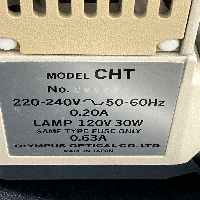 MODEL CHT
No.
220-240V～50-60Hz
0.20A
LAMP 120V 30W
SAME TYPE FUSE ONLY
0.63A
OLYMPUS OPTICAL CO., LTD.
MADE IN JAPAN